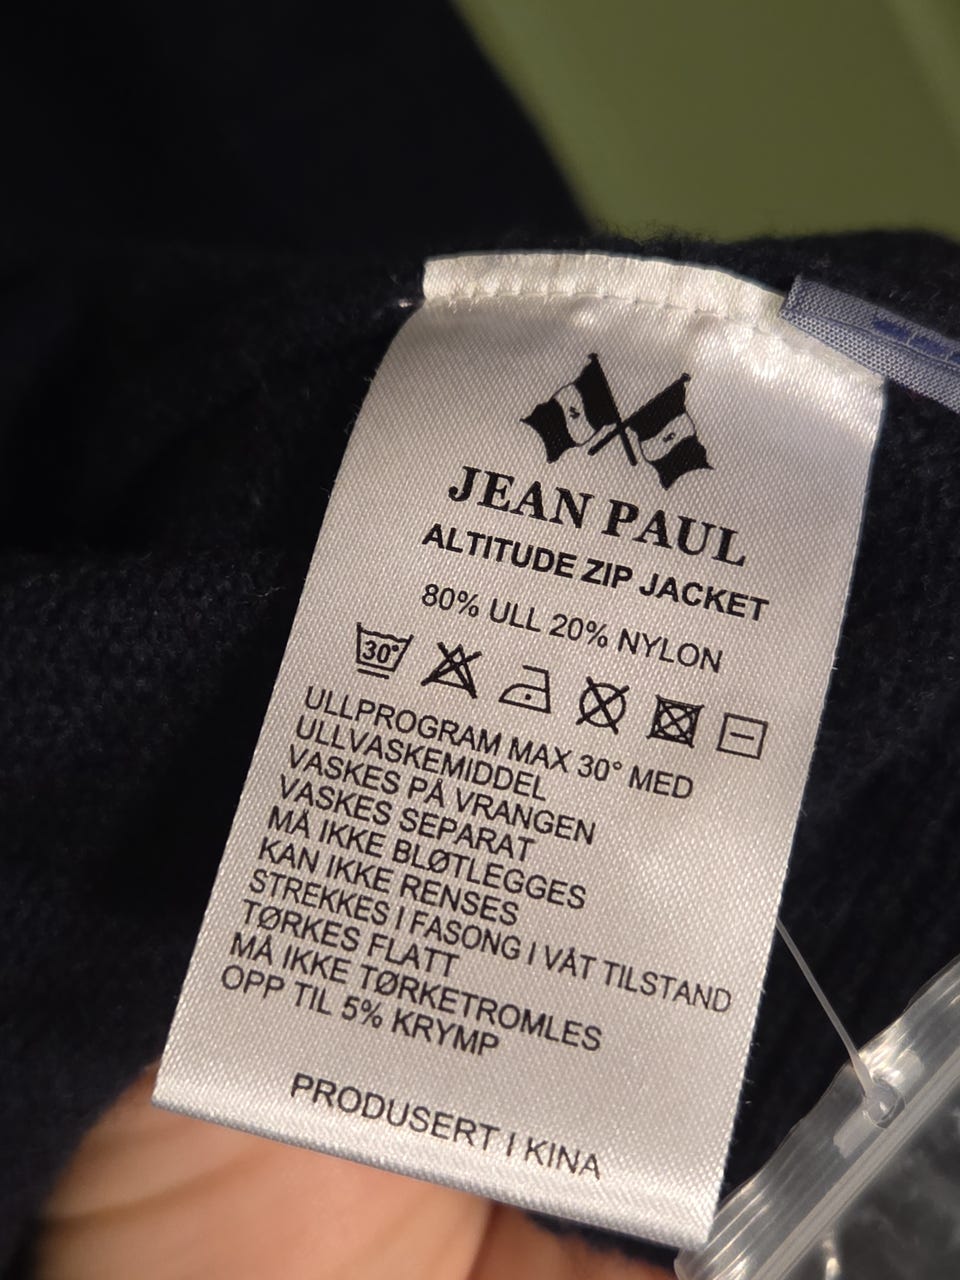 JEAN PAUL
ALTITUDE ZIP JACKET
80% ULL 20% NYLON
30°
ULLPROGRAM MAX 30° MED
ULLVASKEMIDDEL
VASKES PÅ VRANGEN
VASKES SEPARAT
MÅ IKKE BLØTLEGGES
KAN IKKE RENSES
STREKKES I FASONG I VÅT TILSTAND
TØRKES FLATT
MÅ IKKE TØRKETROMLES
OPP TIL 5% KRYMP
PRODUSERT I KINA